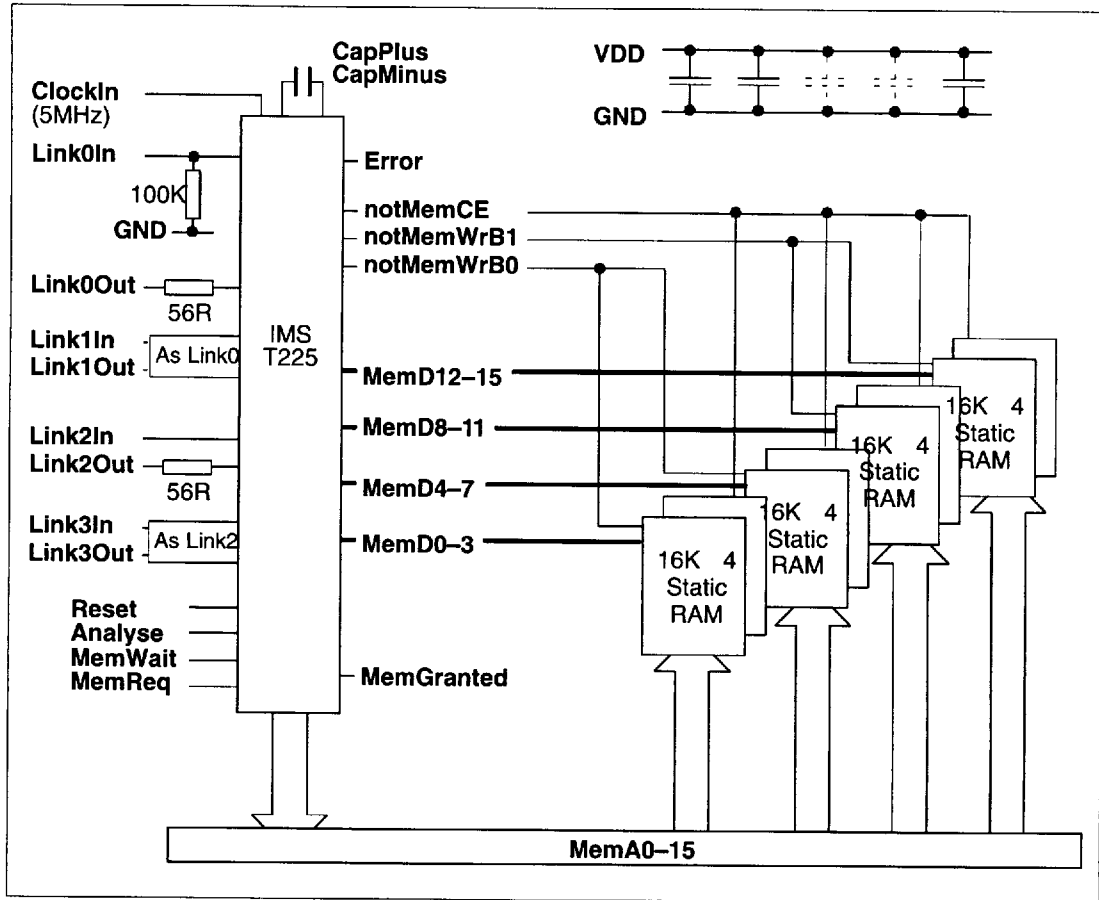 CapPlus
CapMinus
VDD
GND
ClockIn
(5MHz)
Link0In
100K
GND
Link0Out
56R
Link1In
Link1Out
As Link0
Link2In
Link2Out
56R
Link3In
Link3Out
As Link2
Reset
Analyse
MemWait
MemReq
IMS
T225
Error
notMemCE
notMemWrB1
notMemWrB0
MemD12–15
MemD8–11
MemD4–7
MemD0–3
MemGranted
16K 4
Static
RAM
16K 4
Static
RAM
16K 4
Static
RAM
16K 4
Static
RAM
MemA0–15